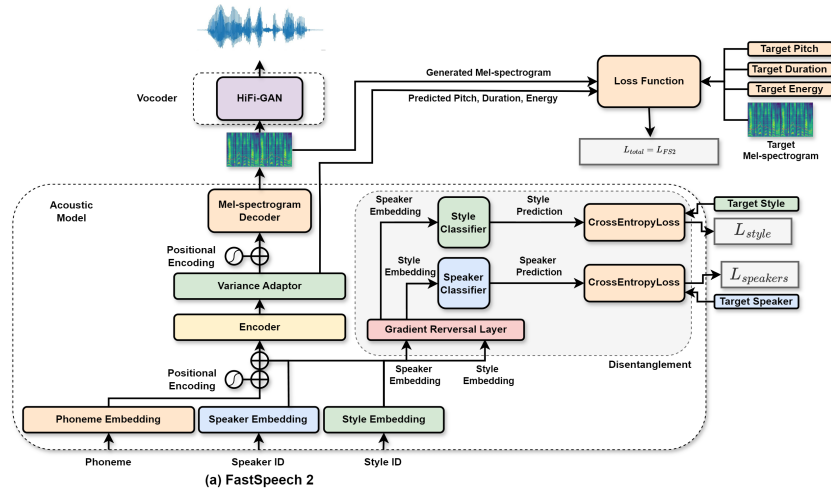 Vocoder
HiFi-GAN
Generated Mel-spectrogram
Predicted Pitch, Duration, Energy
Loss Function
Target Pitch
Target Duration
Target Energy
Target
Mel-spectrogram
L_{total} = L_{FS2}
Acoustic
Model
Mel-spectrogram
Decoder
Positional
Encoding
Variance Adaptor
Encoder
Positional
Encoding
Speaker
Embedding
Style
Classifier
Style
Prediction
CrossEntropyLoss
Target Style
L_{style}
Style
Embedding
Speaker
Classifier
Speaker
Prediction
CrossEntropyLoss
L_{speakers}
Target Speaker
Gradient Rerversal Layer
Speaker
Embedding
Style
Embedding
Disentanglement
Phoneme Embedding
Speaker Embedding
Style Embedding
Phoneme
Speaker ID
Style ID
(a) FastSpeech 2